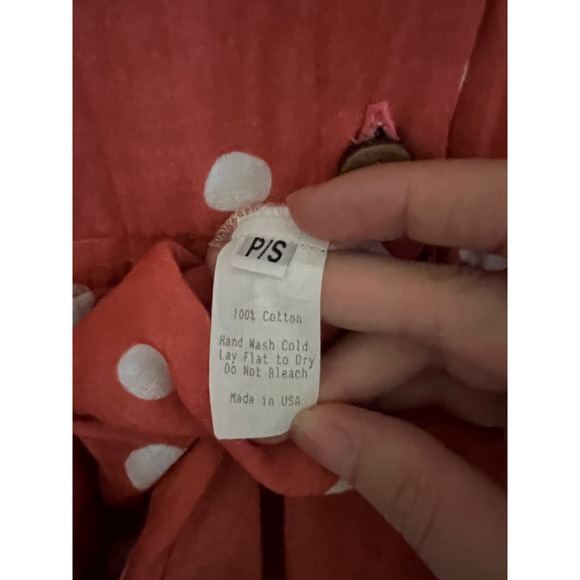 P/S
100% Cotton
Hand Wash Cold
Lay Flat to Dry
Do Not Bleach
Made in USA